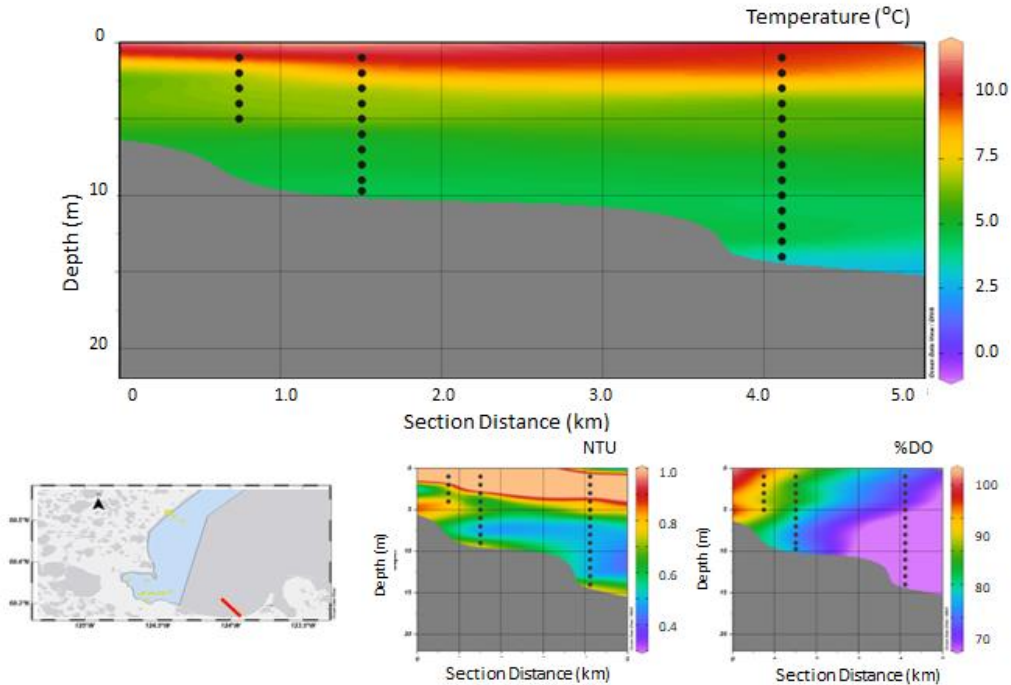 Temperature (°C)
0
10
20
Depth (m)
10.0
7.5
5.0
2.5
0.0
0 1.0 2.0 3.0 4.0 5.0
Section Distance (km)
NTU
%DO
1.0
0.8
0.6
0.4
Depth (m)
100
90
80
70
Depth (m)
Section Distance (km)
Section Distance (km)